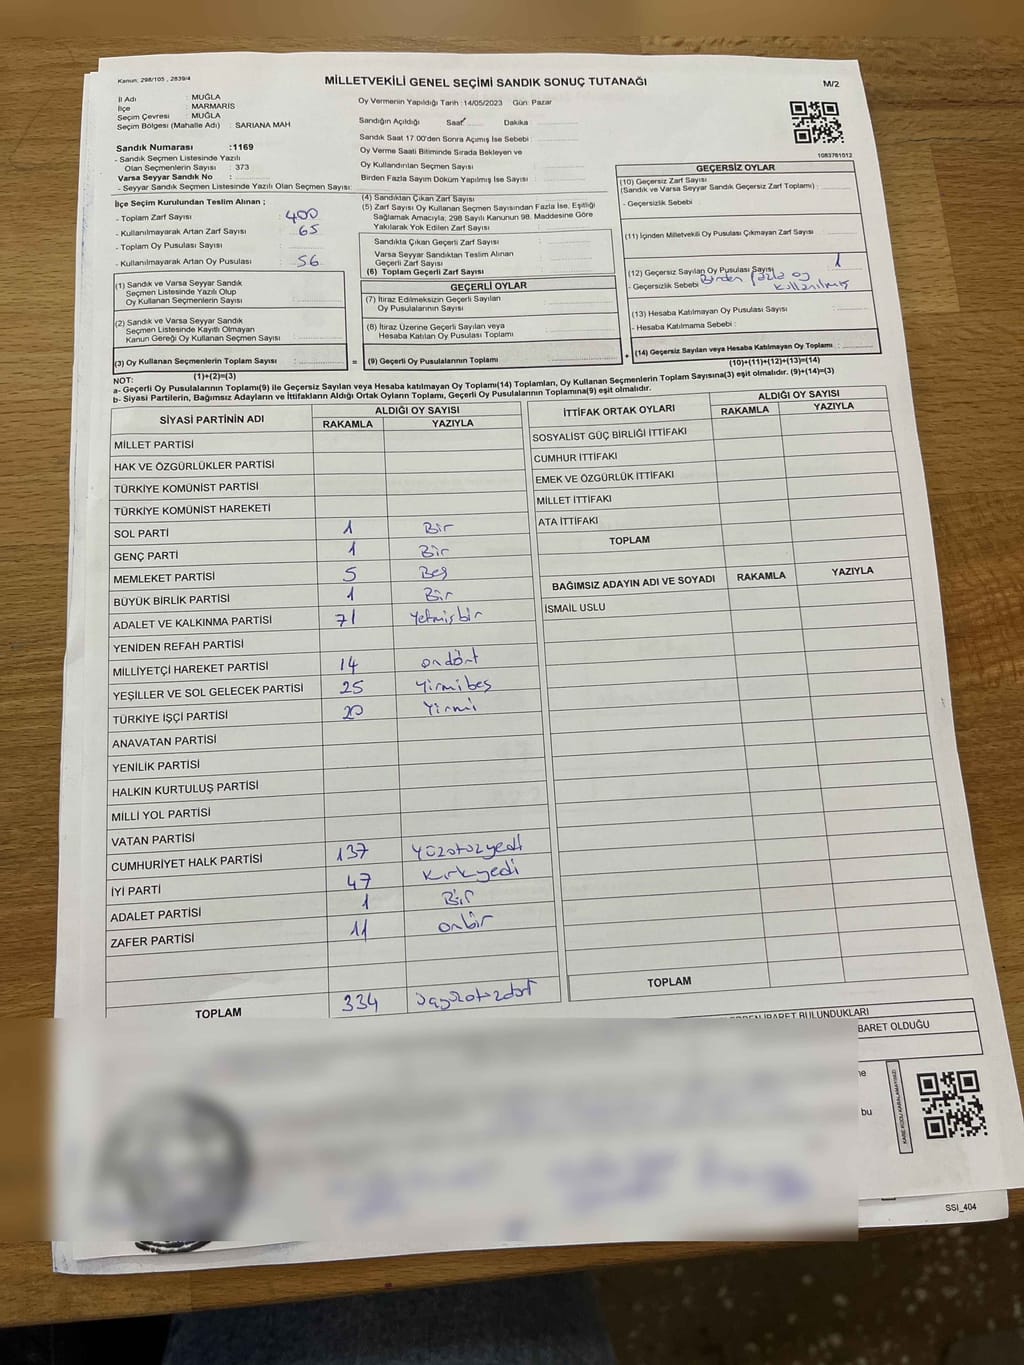 Kanun: 298/105 , 2839/4
MİLLETVEKİLİ GENEL SEÇİMİ SANDIK SONUÇ TUTANAĞI
M/2
İl Adı : MUĞLA
İlçe : MARMARİS
Seçim Çevresi : MUĞLA
Seçim Bölgesi (Mahalle Adı) : SARIANA MAH
Sandık Numarası :1169
- Sandık Seçmen Listesinde Yazılı
Olan Seçmenlerin Sayısı : 373
Varsa Seyyar Sandık No :
- Seyyar Sandık Seçmen Listesinde Yazılı Olan Seçmen Sayısı:
Oy Vermenin Yapıldığı Tarih :14/05/2023 Gün: Pazar
Sandığın Açıldığı Saat Dakika
Sandık Saat 17:00'den Sonra Açımış İse Sebebi :
Oy Verme Saati Bitiminde Sırada Bekleyen ve
Oy Kullandırılan Seçmen Sayısı
Birden Fazla Sayım Döküm Yapılmış İse Sayısı :
1083761012
İlçe Seçim Kurulundan Teslim Alınan ;
- Toplam Zarf Sayısı : 400
- Kullanılmayarak Artan Zarf Sayısı : 65
- Toplam Oy Pusulası Sayısı :
- Kullanılmayarak Artan Oy Pusulası : 56
(1) Sandık ve Varsa Seyyar Sandık
Seçmen Listesinde Yazılı Olup
Oy Kullanan Seçmenlerin Sayısı :
(2) Sandık ve Varsa Seyyar Sandık
Seçmen Listesinde Kayıtlı Olmayan
Kanun Gereği Oy Kullanan Seçmen Sayısı :
(3) Oy Kullanan Seçmenlerin Toplam Sayısı :
(1)+(2)=(3)
(4) Sandıktan Çıkan Zarf Sayısı
(5) Zarf Sayısı Oy Kullanan Seçmen Sayısından Fazla İse, Eşitliği
Sağlamak Amacıyla; 298 Sayılı Kanunun 98. Maddesine Göre
Yakılarak Yok Edilen Zarf Sayısı :
Sandıkta Çıkan Geçerli Zarf Sayısı
Varsa Seyyar Sandıktan Teslim Alınan
Geçerli Zarf Sayısı
(6) Toplam Geçerli Zarf Sayısı
GEÇERLİ OYLAR
(7) İtiraz Edilmeksizin Geçerli Sayılan
Oy Pusulalarının Sayısı
(8) İtiraz Üzerine Geçerli Sayılan veya
Hesaba Katılan Oy Pusulası Toplamı
= (9) Geçerli Oy Pusulalarının Toplamı
GEÇERSİZ OYLAR
(10) Geçersiz Zarf Sayısı
(Sandık ve Varsa Seyyar Sandık Geçersiz Zarf Toplamı) :
- Geçersizlik Sebebi :
(11) İçinden Milletvekili Oy Pusulası Çıkmayan Zarf Sayısı
(12) Geçersiz Sayılan Oy Pusulası Sayısı 1
- Geçersizlik Sebebi Birden fazla oy
kullanılmış
(13) Hesaba Katılmayan Oy Pusulası Sayısı :
- Hesaba Katılmama Sebebi :
+ (14) Geçersiz Sayılan veya Hesaba Katılmayan Oy Toplamı :
(10)+(11)+(12)+(13)=(14)
NOT:
a- Geçerli Oy Pusulalarının Toplamı(9) ile Geçersiz Sayılan veya Hesaba katılmayan Oy Toplamı(14) Toplamları, Oy Kullanan Seçmenlerin Toplam Sayısına(3) eşit olmalıdır. (9)+(14)=(3)
b- Siyasi Partilerin, Bağımsız Adayların ve İttifakların Aldığı Ortak Oyların Toplamı, Geçerli Oy Pusulalarının Toplamına(9) eşit olmalıdır.
SİYASİ PARTİNİN ADI ALDIĞI OY SAYISI
RAKAMLA YAZIYLA
MİLLET PARTİSİ
HAK VE ÖZGÜRLÜKLER PARTİSİ
TÜRKİYE KOMÜNİST PARTİSİ
TÜRKİYE KOMÜNİST HAREKETİ
SOL PARTİ 1 Bir
GENÇ PARTİ 1 Bir
MEMLEKET PARTİSİ 5 Beş
BÜYÜK BİRLİK PARTİSİ 1 Bir
ADALET VE KALKINMA PARTİSİ 71 Yetmişbir
YENİDEN REFAH PARTİSİ
MİLLİYETÇİ HAREKET PARTİSİ 14 ondört
YEŞİLLER VE SOL GELECEK PARTİSİ 25 Yirmibeş
TÜRKİYE İŞÇİ PARTİSİ 20 Yirmi
ANAVATAN PARTİSİ
YENİLİK PARTİSİ
HALKIN KURTULUŞ PARTİSİ
MİLLİ YOL PARTİSİ
VATAN PARTİSİ
CUMHURİYET HALK PARTİSİ 137 Yüzotuzyedi
İYİ PARTİ 47 Kırkyedi
ADALET PARTİSİ 1 Bir
ZAFER PARTİSİ 11 onbir
TOPLAM 334 üçyüzotuzdört
İTTİFAK ORTAK OYLARI ALDIĞI OY SAYISI
RAKAMLA YAZIYLA
SOSYALİST GÜÇ BİRLİĞİ İTTİFAKI
CUMHUR İTTİFAKI
EMEK VE ÖZGÜRLÜK İTTİFAKI
MİLLET İTTİFAKI
ATA İTTİFAKI
TOPLAM
BAĞIMSIZ ADAYIN ADI VE SOYADI RAKAMLA YAZIYLA
İSMAİL USLU
TOPLAM
İBARET BULUNDUKLARI
BARET OLDUĞU
ne
bu
KARE KODU KARALAMAYINIZ!
SSI_404